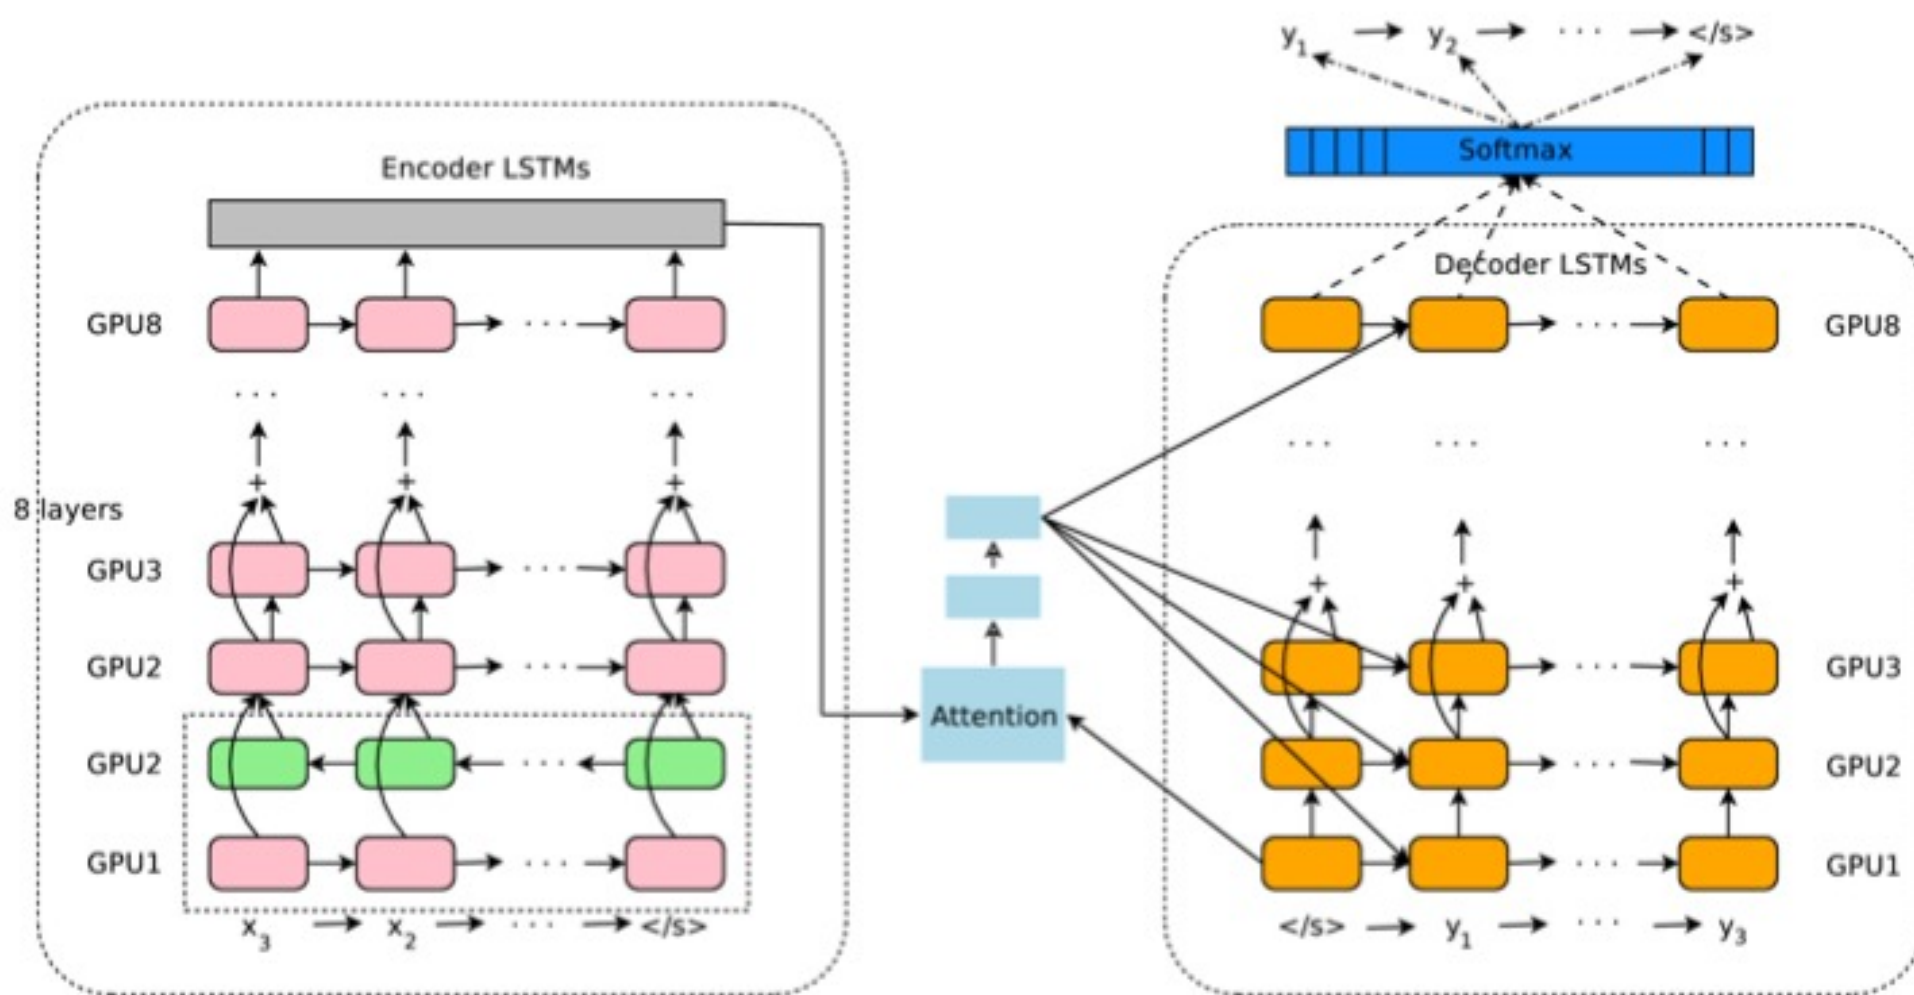 y1 → y2 → ... → </s>
Softmax
Encoder LSTMs
Decoder LSTMs
GPU8
GPU8
8 layers
+ + +
GPU3
+ + +
GPU2
GPU3
Attention
GPU2
GPU2
GPU1
GPU1
x3 → x2 → ... → </s>
</s> → y1 → ... → y3